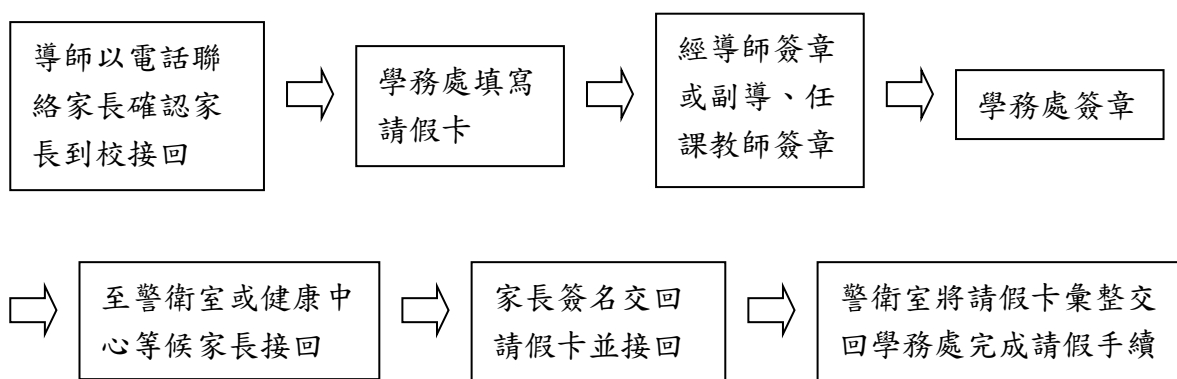 導師以電話聯
絡家長確認家
長到校接回
學務處填寫
請假卡
經導師簽章
或副導、任
課教師簽章
學務處簽章
至警衛室或健康中
心等候家長接回
家長簽名交回
請假卡並接回
警衛室將請假卡彙整交
回學務處完成請假手續